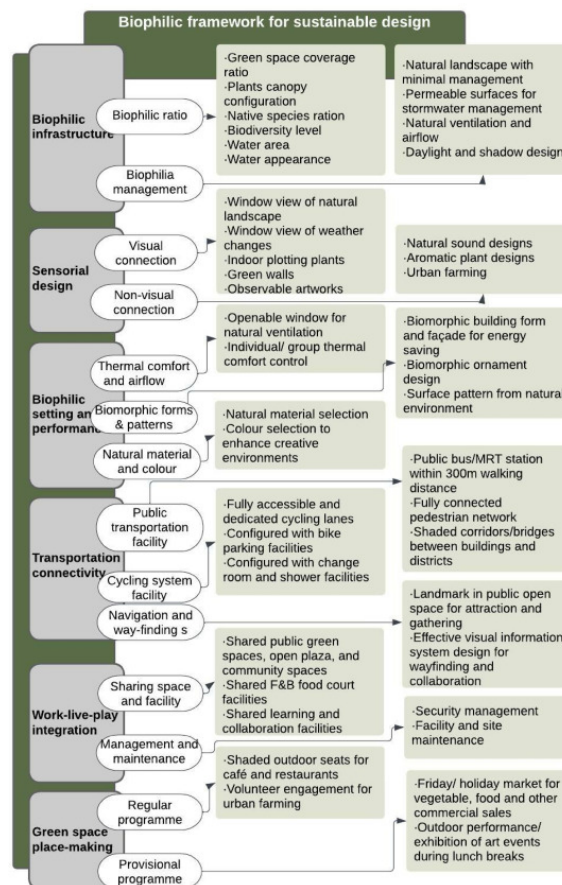 Biophilic framework for sustainable design
Biophilic
infrastructure
Biophilic ratio
·Green space coverage
ratio
·Plants canopy
configuration
·Native species ration
·Biodiversity level
·Water area
·Water appearance
Biophilia
management
·Natural landscape with
minimal management
·Permeable surfaces for
stormwater management
·Natural ventilation and
airflow
·Daylight and shadow design
Sensorial
design
Visual
connection
·Window view of natural
landscape
·Window view of weather
changes
·Indoor plotting plants
·Green walls
·Observable artworks
Non-visual
connection
·Natural sound designs
·Aromatic plant designs
·Urban farming
Biophilic
setting an
performanc
Thermal comfort
and airflow
·Openable window for
natural ventilation
·Individual/ group thermal
comfort control
Biomorphic forms
& patterns
·Biomorphic building form
and façade for energy
saving
·Biomorphic ornament
design
·Surface pattern from natural
environment
Natural material
and colour
·Natural material selection
·Colour selection to
enhance creative
environments
Transportation
connectivity
Public
transportation
facility
·Public bus/MRT station
within 300m walking
distance
·Fully connected
pedestrian network
·Shaded corridors/bridges
between buildings and
districts
Cycling system
facility
·Fully accessible and
dedicated cycling lanes
·Configured with bike
parking facilities
·Configured with change
room and shower facilities
Navigation and
way-finding s
·Landmark in public open
space for attraction and
gathering
·Effective visual information
system design for
wayfinding and
collaboration
Work-live-play
integration
Sharing space
and facility
·Shared public green
spaces, open plaza, and
community spaces
·Shared F&B food court
facilities
·Shared learning and
collaboration facilities
Management and
maintenance
·Security management
·Facility and site
maintenance
Green space
place-making
Regular
programme
·Shaded outdoor seats for
café and restaurants
·Volunteer engagement for
urban farming
Provisional
programme
·Friday/ holiday market for
vegetable, food and other
commercial sales
·Outdoor performance/
exhibition of art events
during lunch breaks